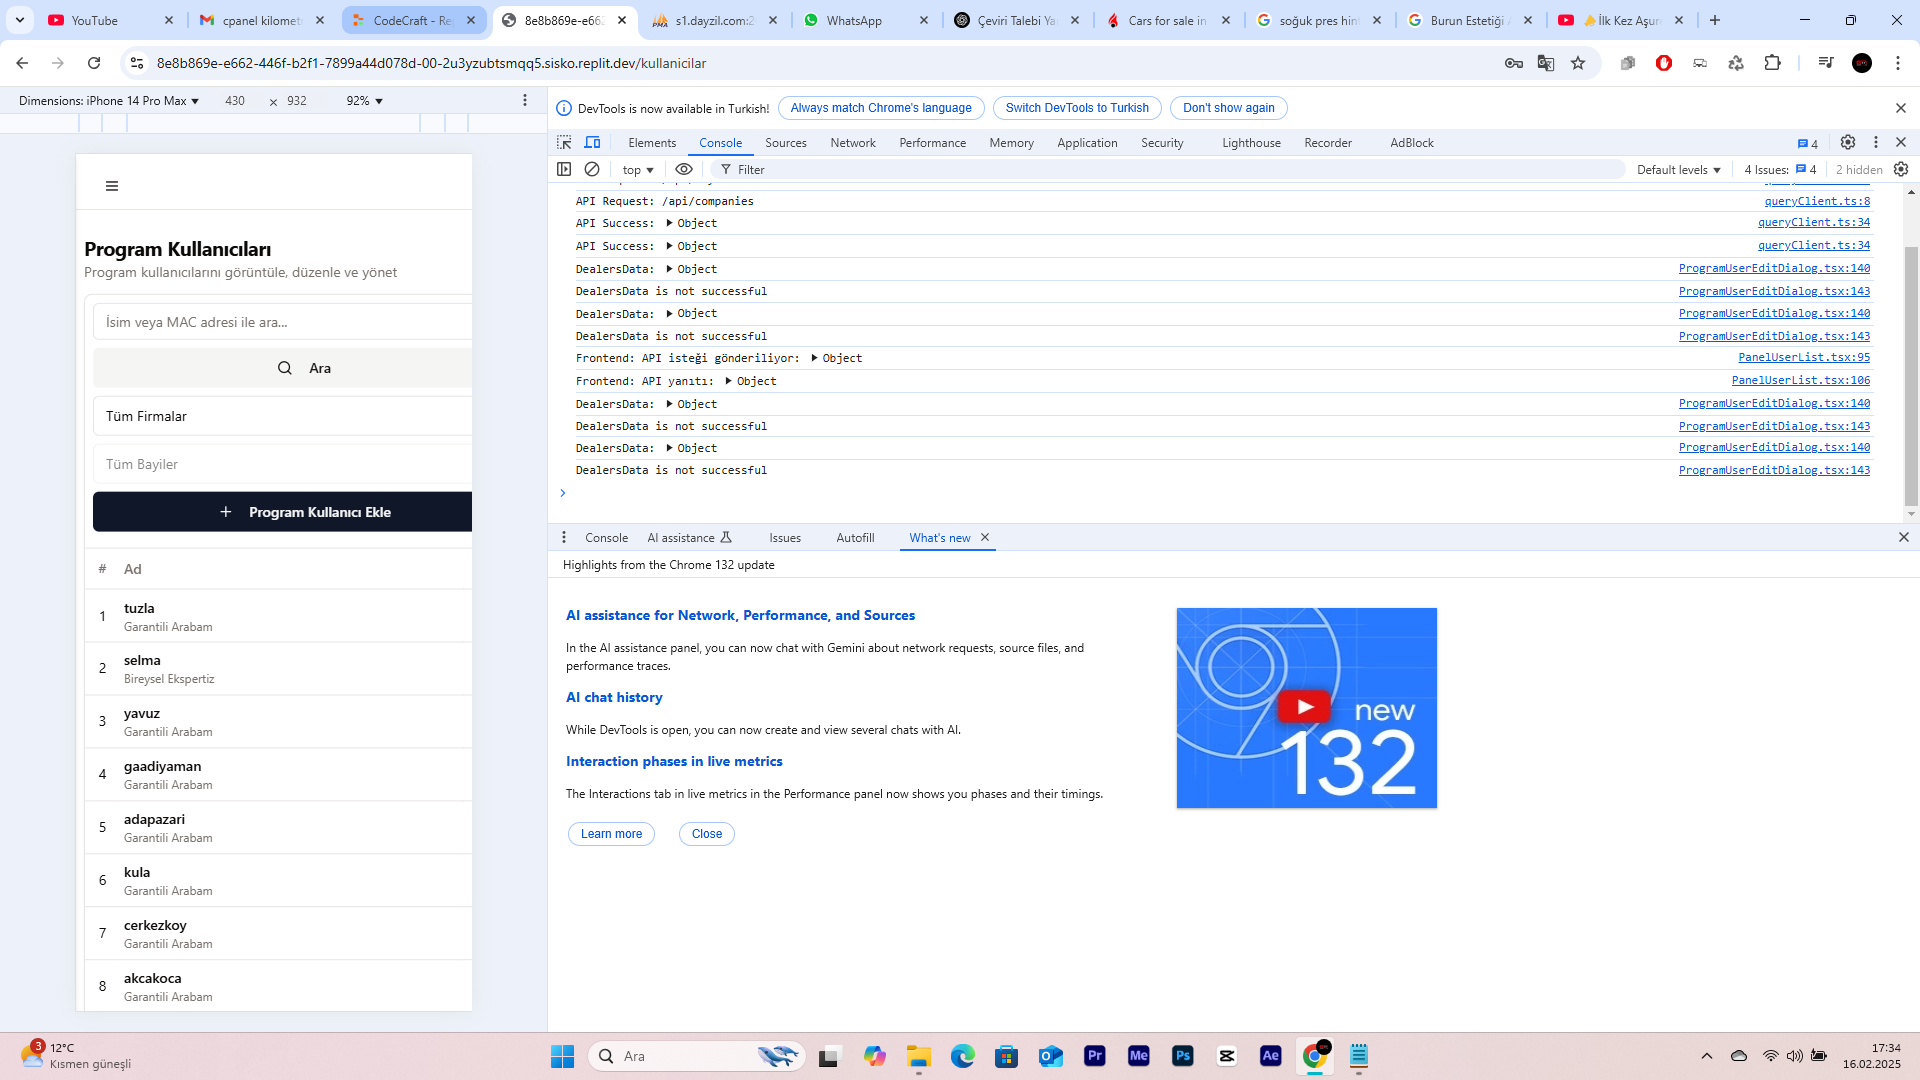 YouTube
cpanel kilomet
CodeCraft - Re
8e8b869e-e662
s1.dayzil.com:2
WhatsApp
Çeviri Talebi Ya
Cars for sale in
soğuk pres hin
Burun Estetiği
İlk Kez Aşur
8e8b869e-e662-446f-b2f1-7899a44d078d-00-2u3yzubtsmqq5.sisko.replit.dev/kullanicilar
Dimensions: iPhone 14 Pro Max ▼ 430 × 932 92% ▼
DevTools is now available in Turkish! Always match Chrome's language Switch DevTools to Turkish Don't show again
Elements Console Sources Network Performance Memory Application Security Lighthouse Recorder AdBlock 4
top ▼ Filter Default levels ▼ 4 Issues: 4 2 hidden
API Request: /api/companies queryClient.ts:8
API Success: ▶ Object queryClient.ts:34
API Success: ▶ Object queryClient.ts:34
DealersData: ▶ Object ProgramUserEditDialog.tsx:140
DealersData is not successful ProgramUserEditDialog.tsx:143
DealersData: ▶ Object ProgramUserEditDialog.tsx:140
DealersData is not successful ProgramUserEditDialog.tsx:143
Frontend: API isteği gönderiliyor: ▶ Object PanelUserList.tsx:95
Frontend: API yanıtı: ▶ Object PanelUserList.tsx:106
DealersData: ▶ Object ProgramUserEditDialog.tsx:140
DealersData is not successful ProgramUserEditDialog.tsx:143
DealersData: ▶ Object ProgramUserEditDialog.tsx:140
DealersData is not successful ProgramUserEditDialog.tsx:143
Program Kullanıcıları
Program kullanıcılarını görüntüle, düzenle ve yönet
İsim veya MAC adresi ile ara...
Ara
Tüm Firmalar
Tüm Bayiler
+ Program Kullanıcı Ekle
# Ad
1 tuzla
Garantili Arabam
2 selma
Bireysel Ekspertiz
3 yavuz
Garantili Arabam
4 gaadiyaman
Garantili Arabam
5 adapazari
Garantili Arabam
6 kula
Garantili Arabam
7 cerkezkoy
Garantili Arabam
8 akcakoca
Garantili Arabam
Console AI assistance Issues Autofill What's new
Highlights from the Chrome 132 update
AI assistance for Network, Performance, and Sources
In the AI assistance panel, you can now chat with Gemini about network requests, source files, and
performance traces.
AI chat history
While DevTools is open, you can now create and view several chats with AI.
Interaction phases in live metrics
The Interactions tab in live metrics in the Performance panel now shows you phases and their timings.
Learn more Close
new
132
3
12°C
Kısmen güneşli
Ara
Pr
Me
Ps
Ae
17:34
16.02.2025